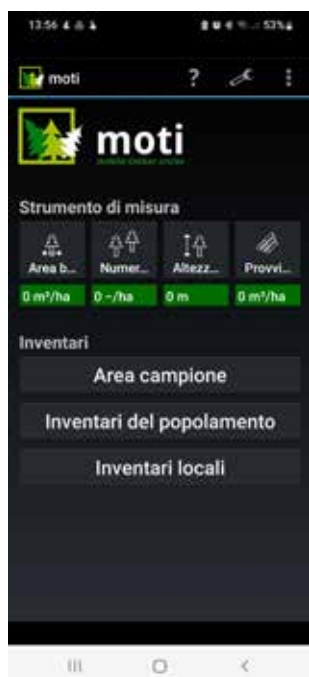 13:56
53%
moti
?
moti
Strumento di misura
Area b... Numer... Altezz... Provvi...
0 m²/ha 0 -/ha 0 m 0 m³/ha
Inventari
Area campione
Inventari del popolamento
Inventari locali